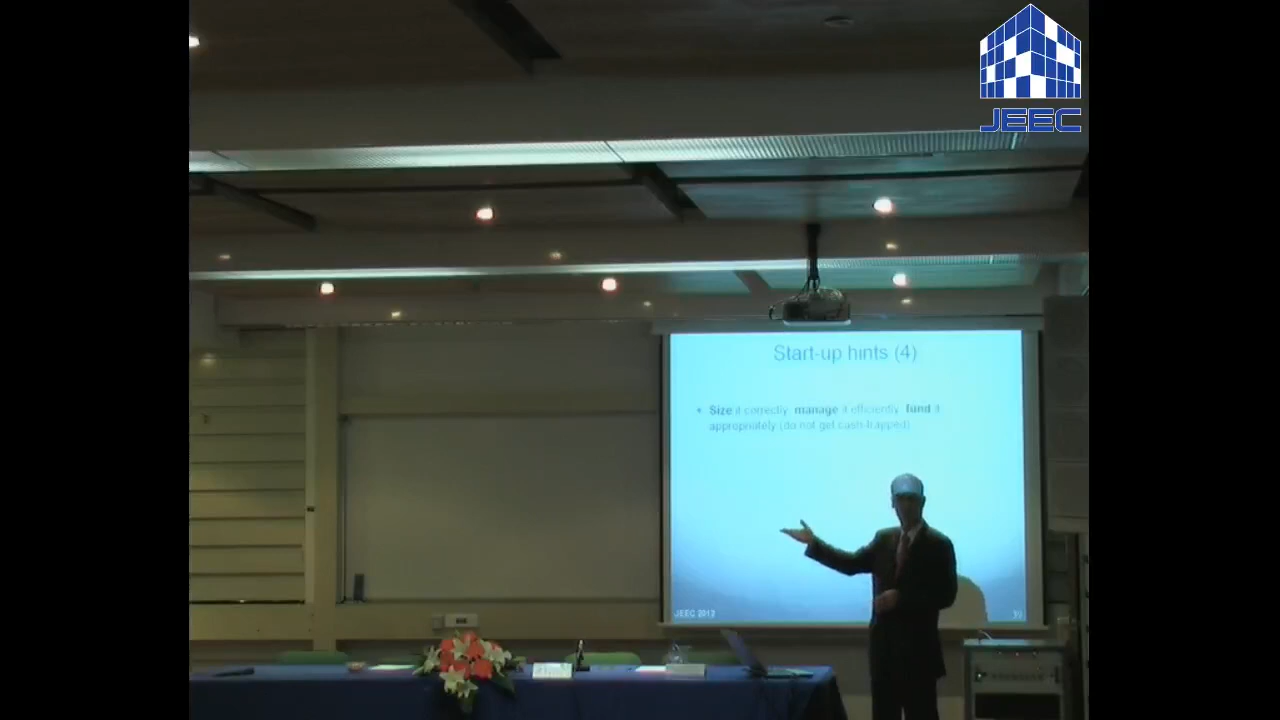 JEEC
Start-up hints (4)
• Size it correctly, manage it efficiently, fund it
appropriately (do not get cash-trapped)
JEEC 2012